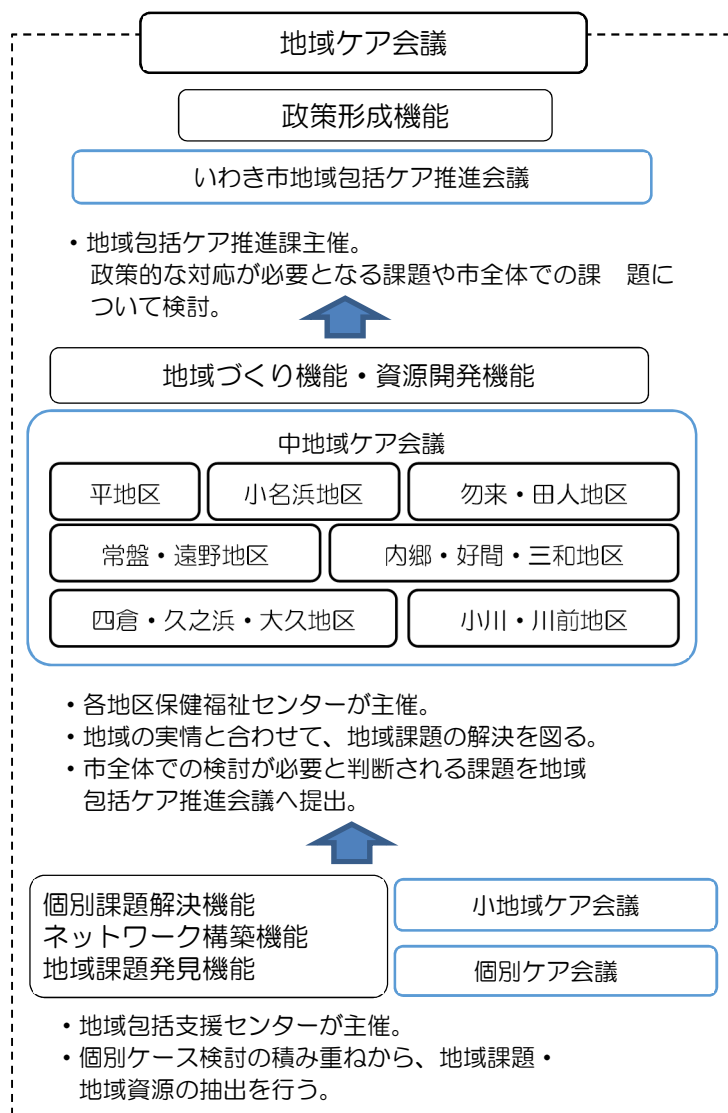 地域ケア会議
政策形成機能
いわき市地域包括ケア推進会議
・地域包括ケア推進課主催。
政策的な対応が必要となる課題や市全体での課　題に
ついて検討。
地域づくり機能・資源開発機能
中地域ケア会議
平地区
小名浜地区
勿来・田人地区
常盤・遠野地区
内郷・好間・三和地区
四倉・久之浜・大久地区
小川・川前地区
・各地区保健福祉センターが主催。
・地域の実情と合わせて、地域課題の解決を図る。
・市全体での検討が必要と判断される課題を地域
包括ケア推進会議へ提出。
個別課題解決機能
ネットワーク構築機能
地域課題発見機能
小地域ケア会議
個別ケア会議
・地域包括支援センターが主催。
・個別ケース検討の積み重ねから、地域課題・
地域資源の抽出を行う。